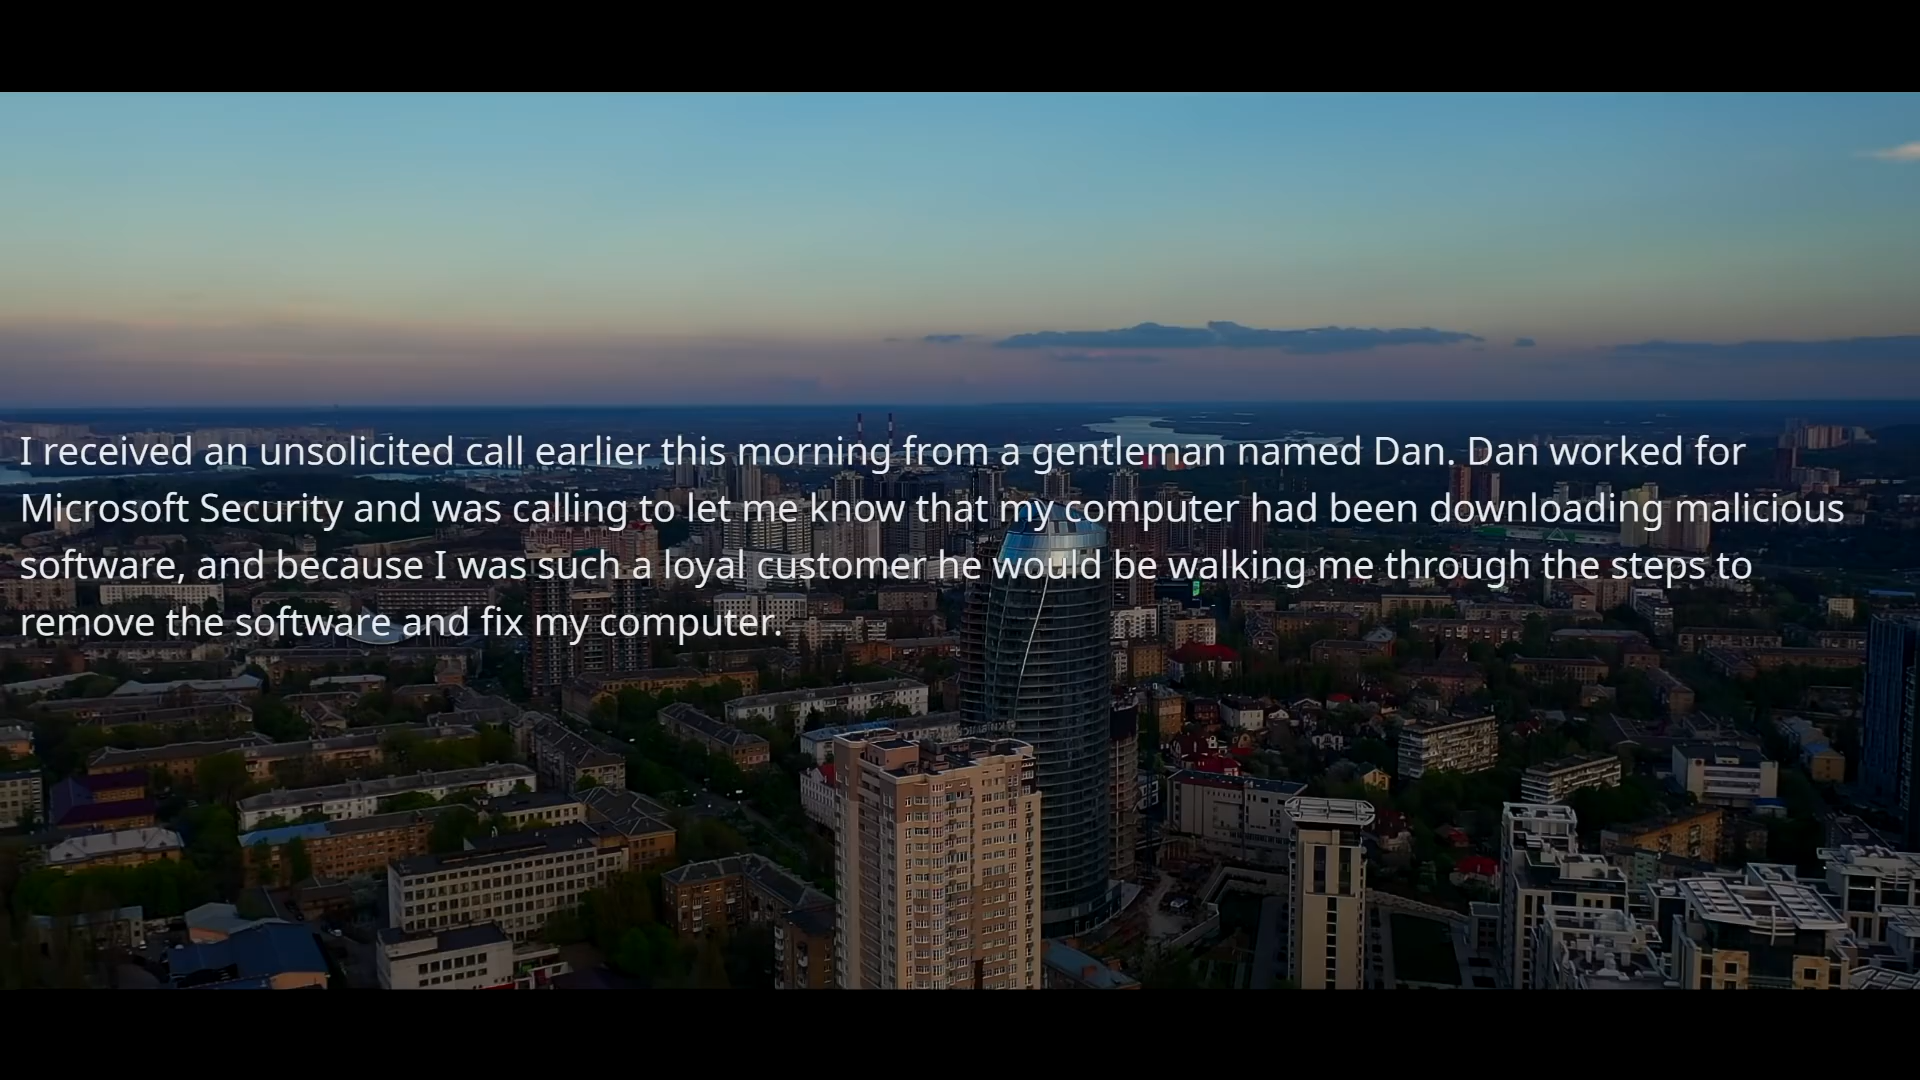 I received an unsolicited call earlier this morning from a gentleman named Dan. Dan worked for
Microsoft Security and was calling to let me know that my computer had been downloading malicious
software, and because I was such a loyal customer he would be walking me through the steps to
remove the software and fix my computer.